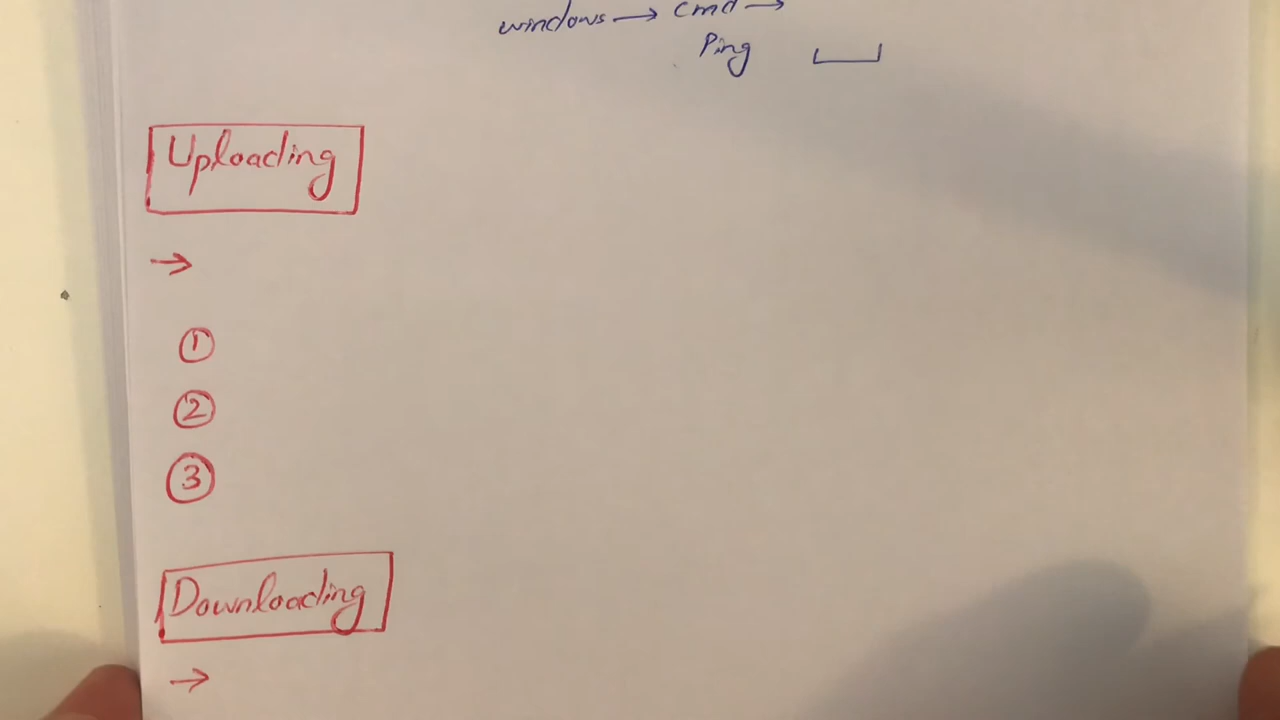 windows → cmd →
Ping
Uploading
→
①
②
③
Downloading
→